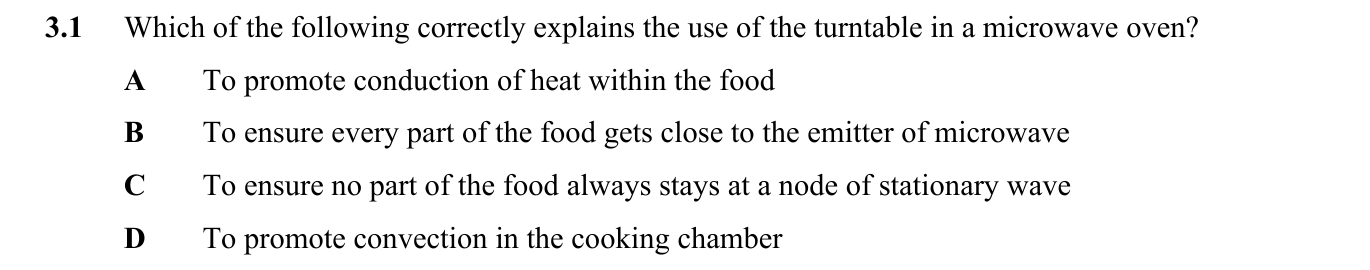 3.1 Which of the following correctly explains the use of the turntable in a microwave oven?
A To promote conduction of heat within the food
B To ensure every part of the food gets close to the emitter of microwave
C To ensure no part of the food always stays at a node of stationary wave
D To promote convection in the cooking chamber